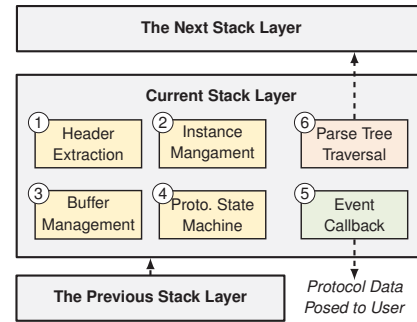 The Next Stack Layer
Current Stack Layer
1
Header
Extraction
2
Instance
Mangament
6
Parse Tree
Traversal
3
Buffer
Management
4
Proto. State
Machine
5
Event
Callback
The Previous Stack Layer
Protocol Data
Posed to User